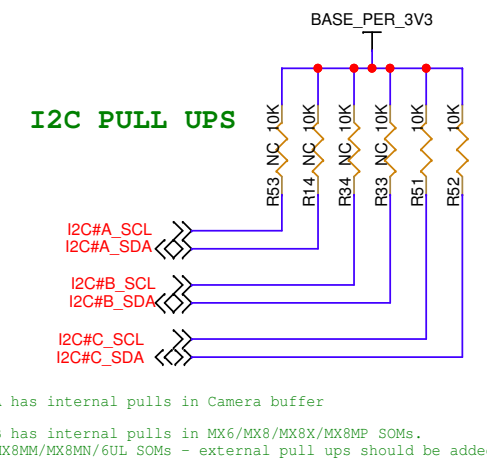 BASE_PER_3V3
I2C PULL UPS
R53 NC 10K
R14 NC 10K
R34 NC 10K
R33 NC 10K
R51 10K
R52 10K
I2C#A_SCL
I2C#A_SDA
I2C#B_SCL
I2C#B_SDA
I2C#C_SCL
I2C#C_SDA
has internal pulls in Camera buffer
has internal pulls in MX6/MX8/MX8X/MX8MP SOMs.
MX8MM/MX8MN/6UL SOMs - external pull ups should be adde